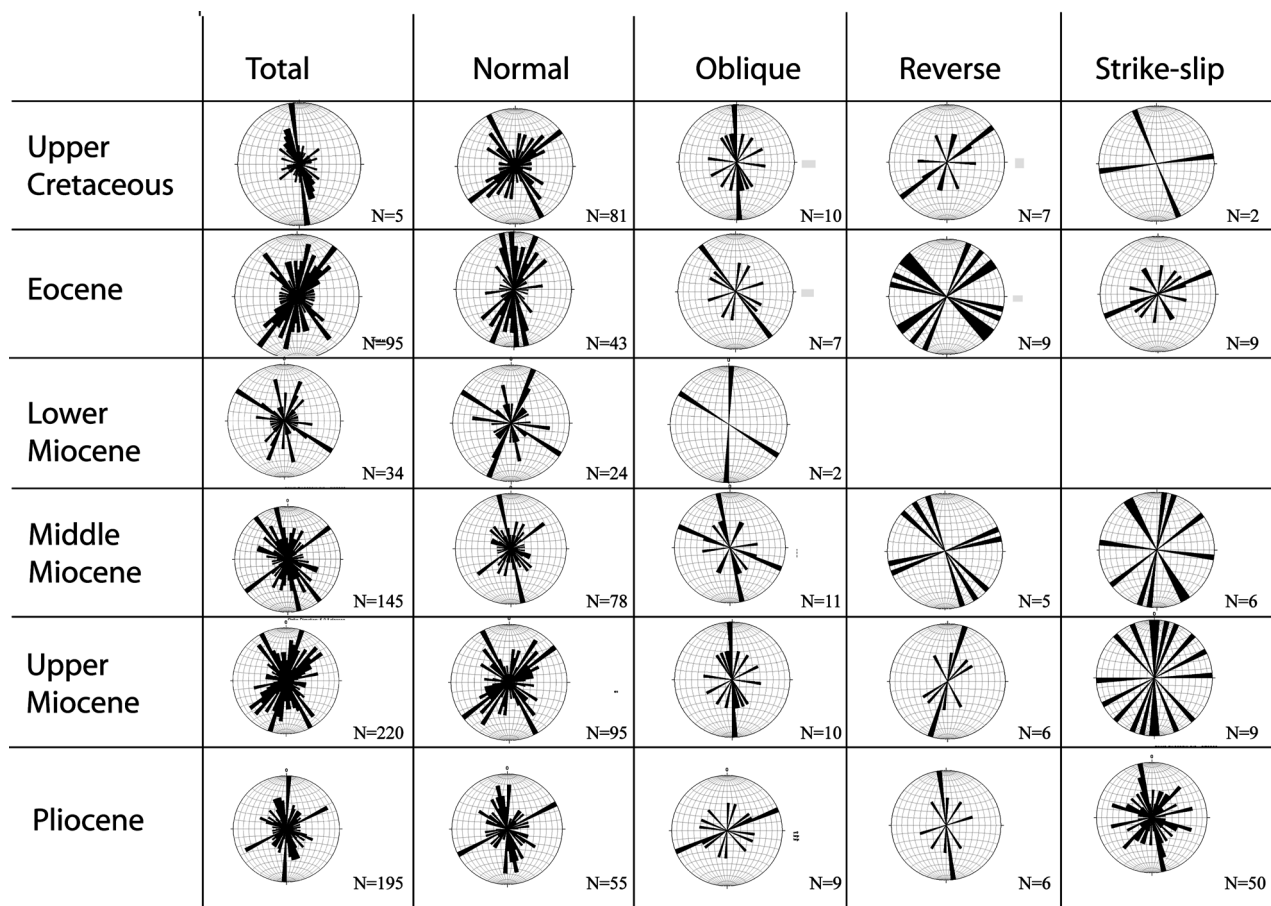 Total Normal Oblique Reverse Strike-slip
Upper
Cretaceous
N=5 N=81 N=10 N=7 N=2
Eocene
N=95 N=43 N=7 N=9 N=9
Lower
Miocene
N=34 N=24 N=2
Middle
Miocene
N=145 N=78 N=11 N=5 N=6
Upper
Miocene
N=220 N=95 N=10 N=6 N=9
Pliocene
N=195 N=55 N=9 N=6 N=50